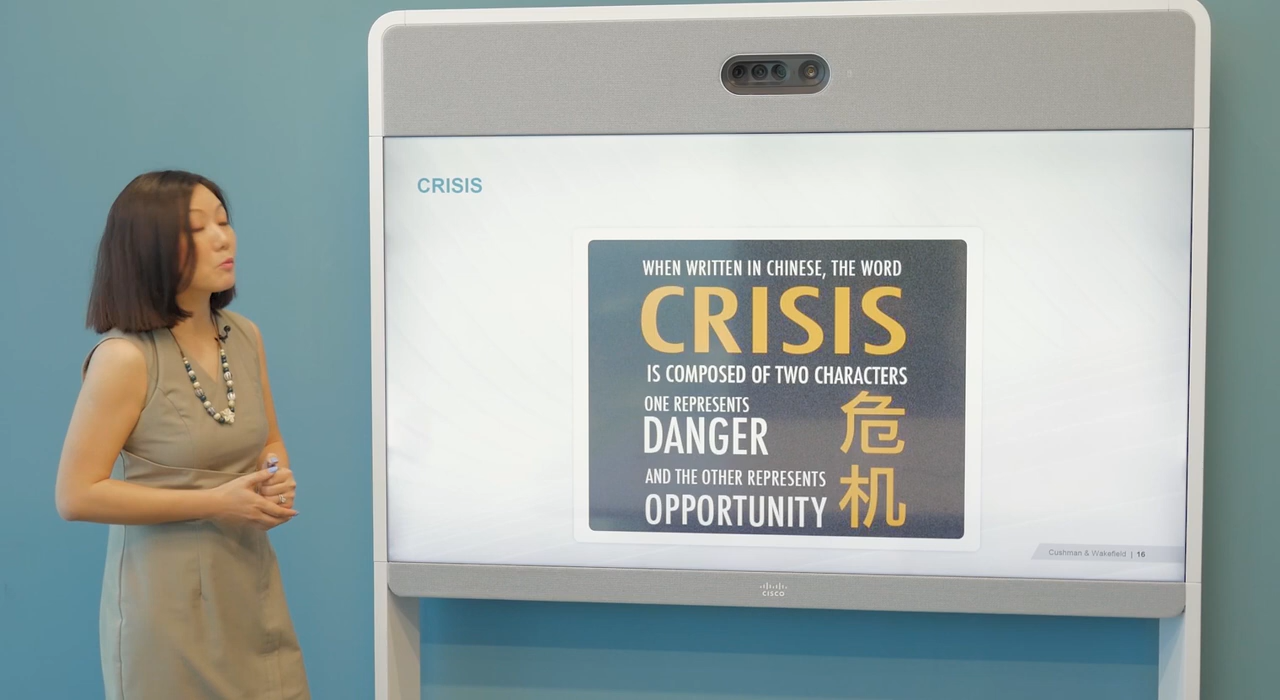 CRISIS
WHEN WRITTEN IN CHINESE, THE WORD
CRISIS
IS COMPOSED OF TWO CHARACTERS
ONE REPRESENTS
DANGER
危
AND THE OTHER REPRESENTS
OPPORTUNITY
机
Cushman & Wakefield | 16
CISCO